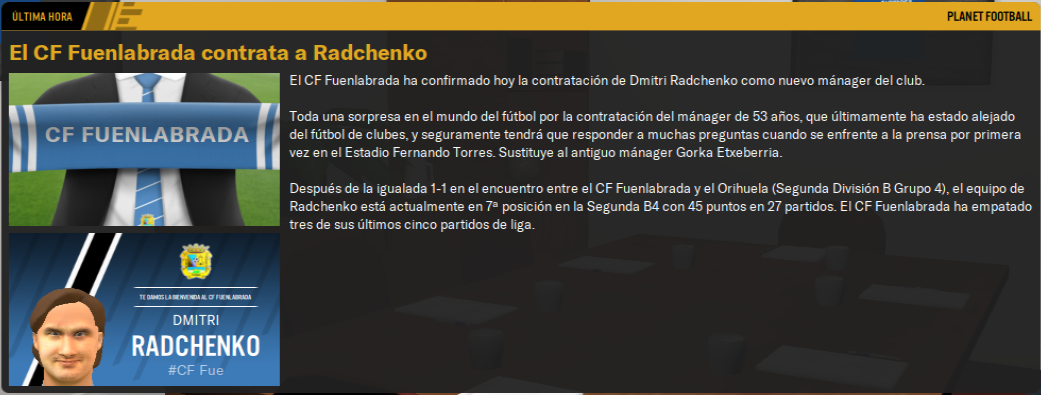 ÚLTIMA HORA
PLANET FOOTBALL
El CF Fuenlabrada contrata a Radchenko
CF FUENLABRADA
El CF Fuenlabrada ha confirmado hoy la contratación de Dmitri Radchenko como nuevo mánager del club.
Toda una sorpresa en el mundo del fútbol por la contratación del mánager de 53 años, que últimamente ha estado alejado
del fútbol de clubes, y seguramente tendrá que responder a muchas preguntas cuando se enfrente a la prensa por primera
vez en el Estadio Fernando Torres. Sustituye al antiguo mánager Gorka Etxeberria.
Después de la igualada 1-1 en el encuentro entre el CF Fuenlabrada y el Orihuela (Segunda División B Grupo 4), el equipo de
Radchenko está actualmente en 7ª posición en la Segunda B4 con 45 puntos en 27 partidos. El CF Fuenlabrada ha empatado
tres de sus últimos cinco partidos de liga.
TE DAMOS LA BIENVENIDA AL CF FUENLABRADA
DMITRI
RADCHENKO
#CF Fue